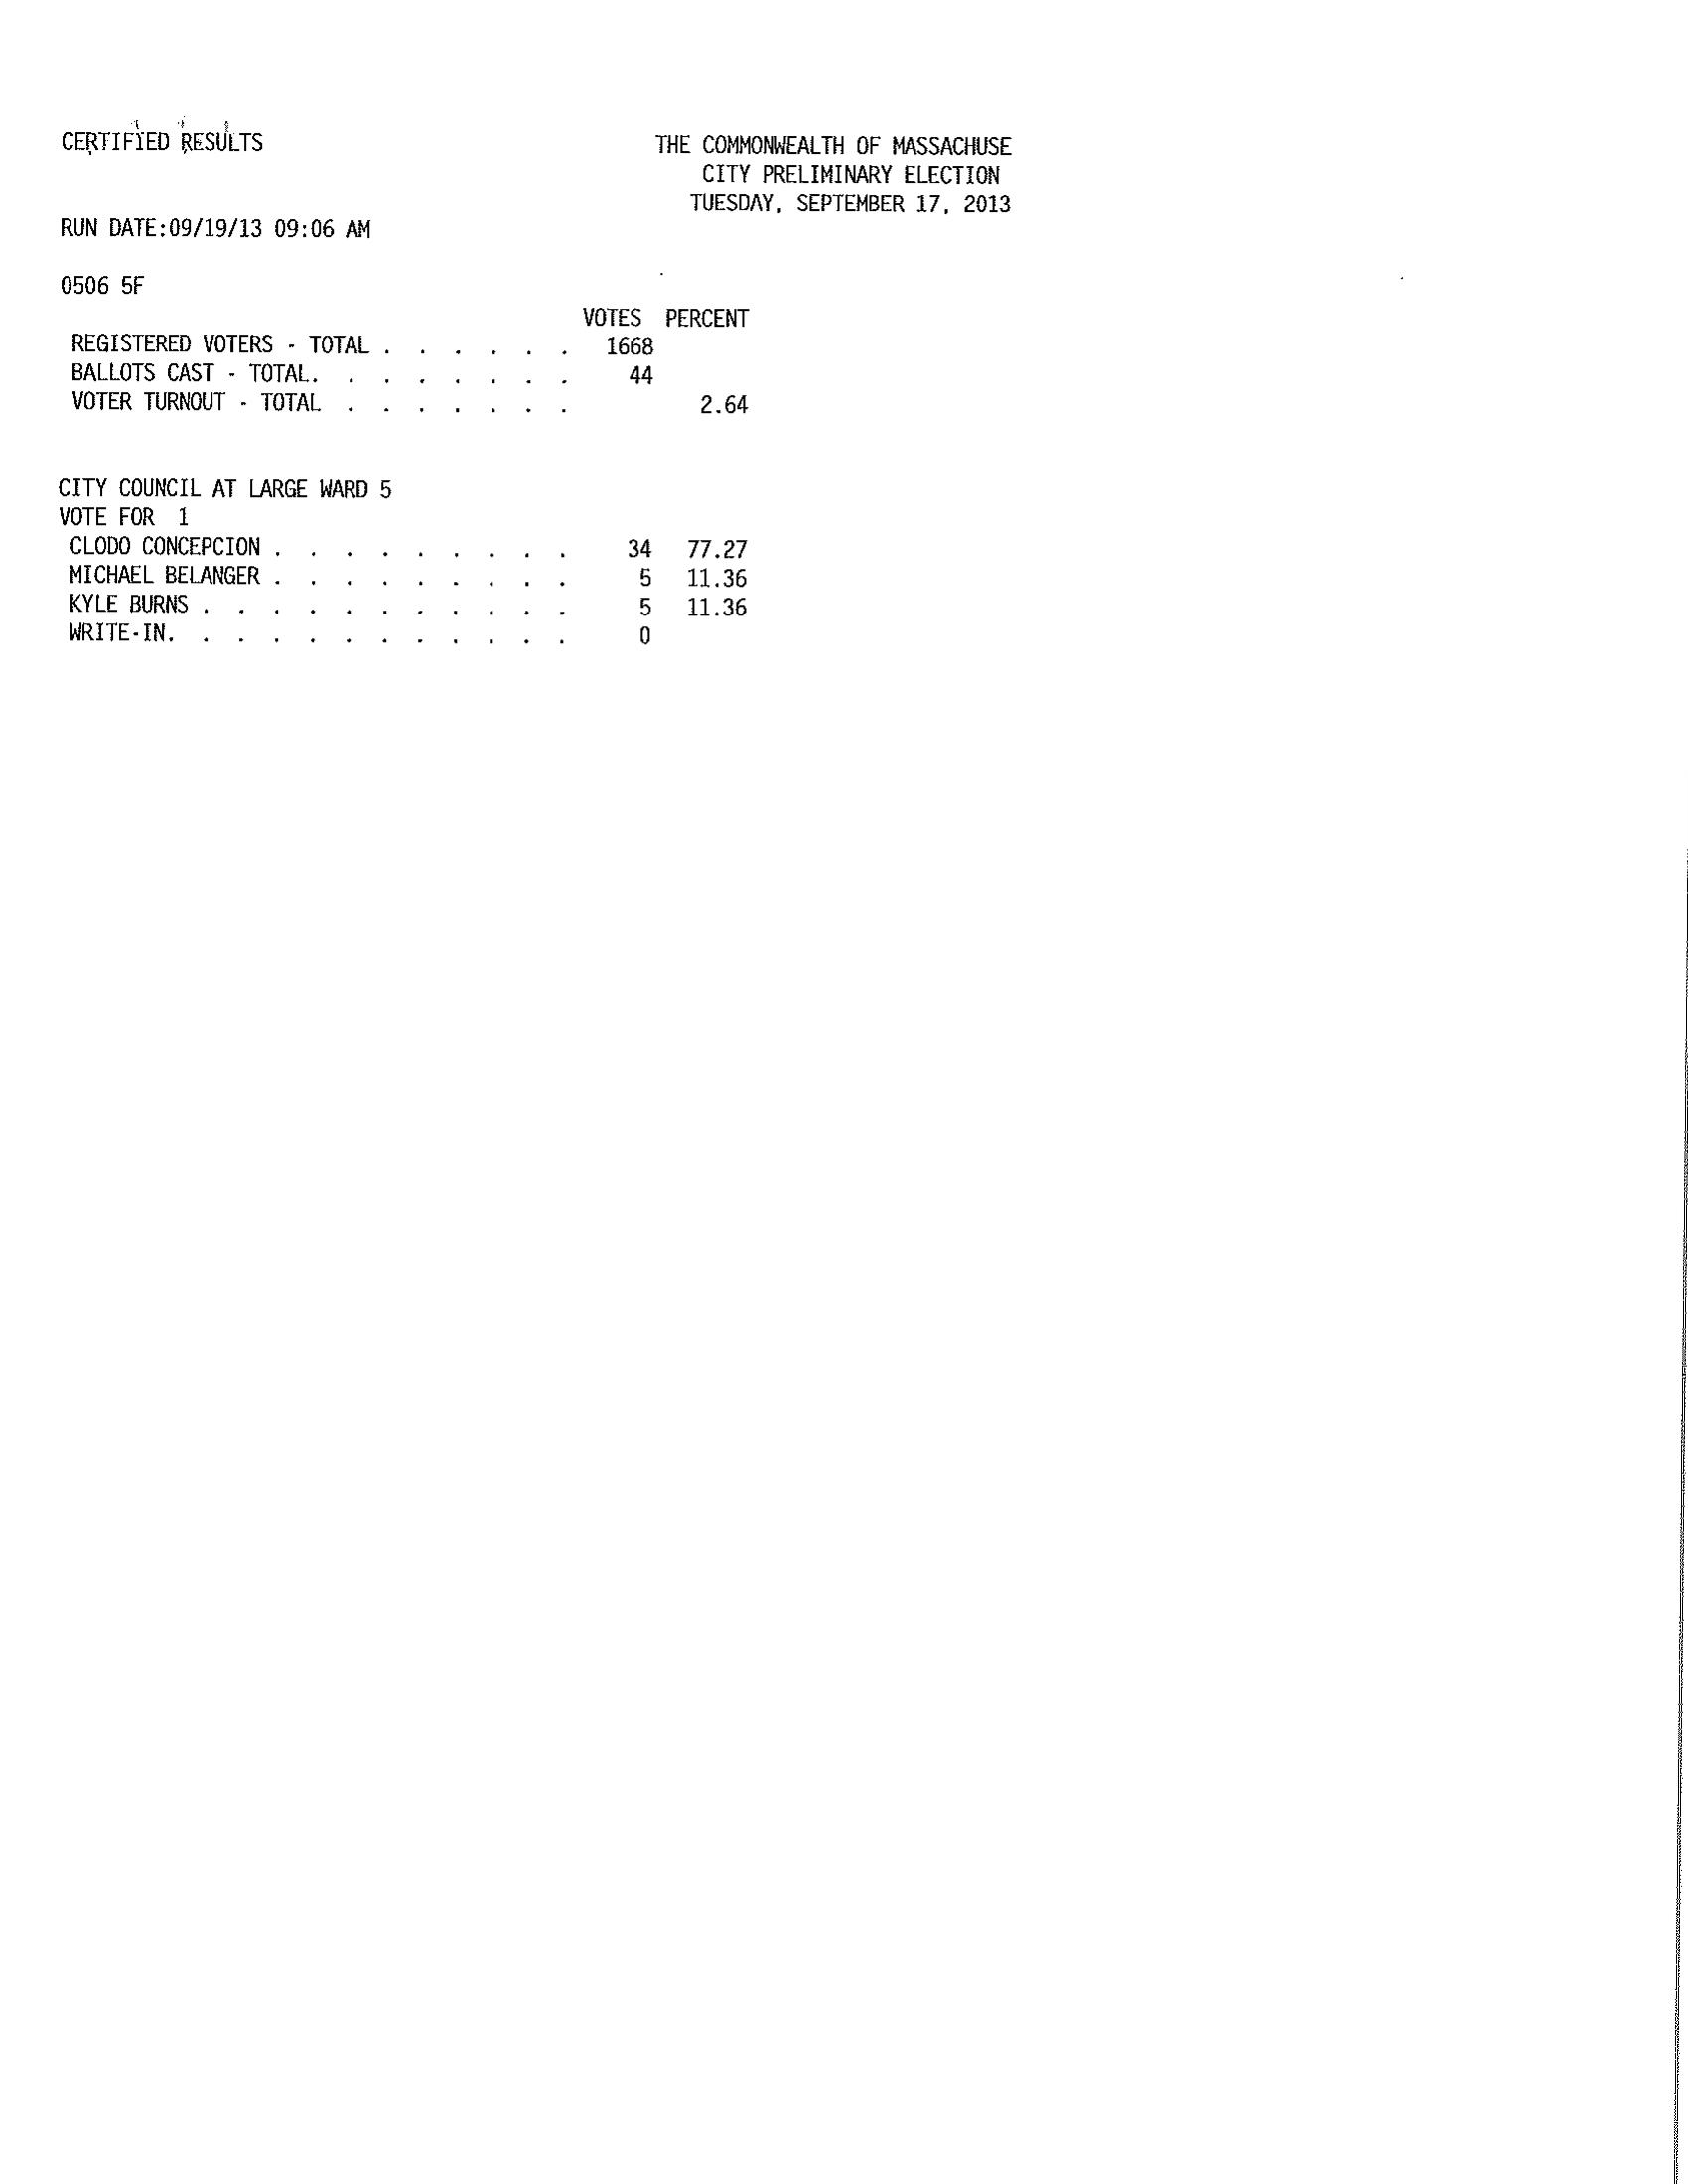 CERTIFIED RESULTS
THE COMMONWEALTH OF MASSACHUSE
CITY PRELIMINARY ELECTION
TUESDAY, SEPTEMBER 17, 2013
RUN DATE:09/19/13 09:06 AM
0506 5F
VOTES PERCENT
REGISTERED VOTERS - TOTAL . . . . . . 1668
BALLOTS CAST - TOTAL. . . . . . . . 44
VOTER TURNOUT - TOTAL . . . . . . . 2.64
CITY COUNCIL AT LARGE WARD 5
VOTE FOR 1
CLODO CONCEPCION . . . . . . . . . 34 77.27
MICHAEL BELANGER . . . . . . . . . 5 11.36
KYLE BURNS . . . . . . . . . . . 5 11.36
WRITE-IN. . . . . . . . . . . . 0